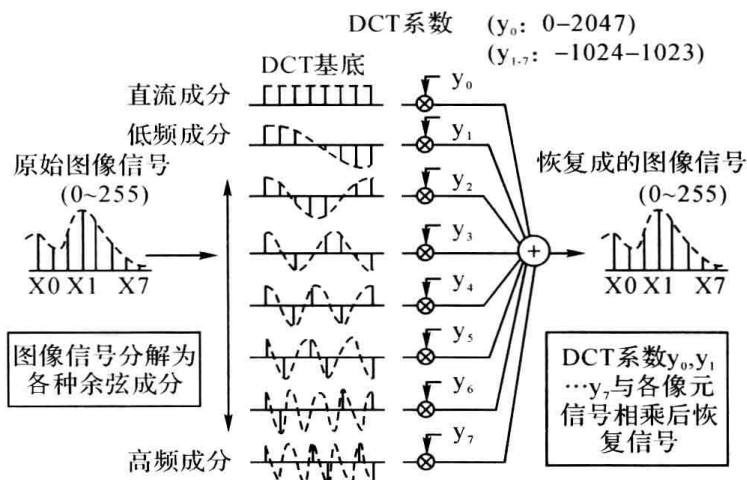 DCT系数 (y₀: 0-2047)
(y₁₋₇: -1024-1023)
DCT基底
直流成分
y₀
低频成分
y₁
原始图像信号
(0~255)
恢复成的图像信号
(0~255)
y₂
y₃
+
X0 X1 X7
X0 X1 X7
y₄
图像信号分解为
各种余弦成分
y₅
DCT系数y₀,y₁
…y₇与各像元
信号相乘后恢
复信号
y₆
高频成分
y₇